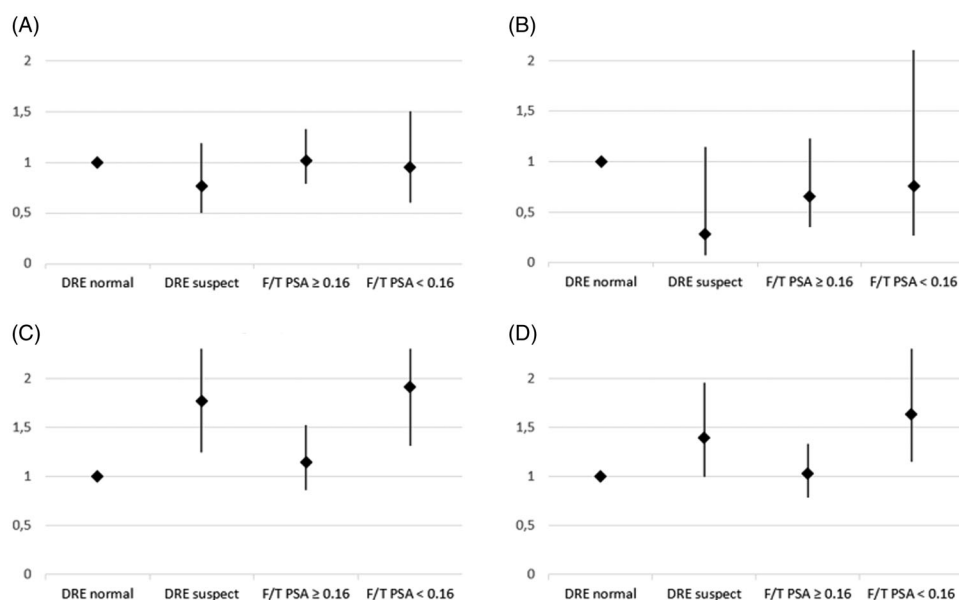 (A)
2
1,5
1
0,5
0
DRE normal DRE suspect F/T PSA ≥ 0.16 F/T PSA < 0.16
(B)
2
1,5
1
0,5
0
DRE normal DRE suspect F/T PSA ≥ 0.16 F/T PSA < 0.16
(C)
2
1,5
1
0,5
0
DRE normal DRE suspect F/T PSA ≥ 0.16 F/T PSA < 0.16
(D)
2
1,5
1
0,5
0
DRE normal DRE suspect F/T PSA ≥ 0.16 F/T PSA < 0.16